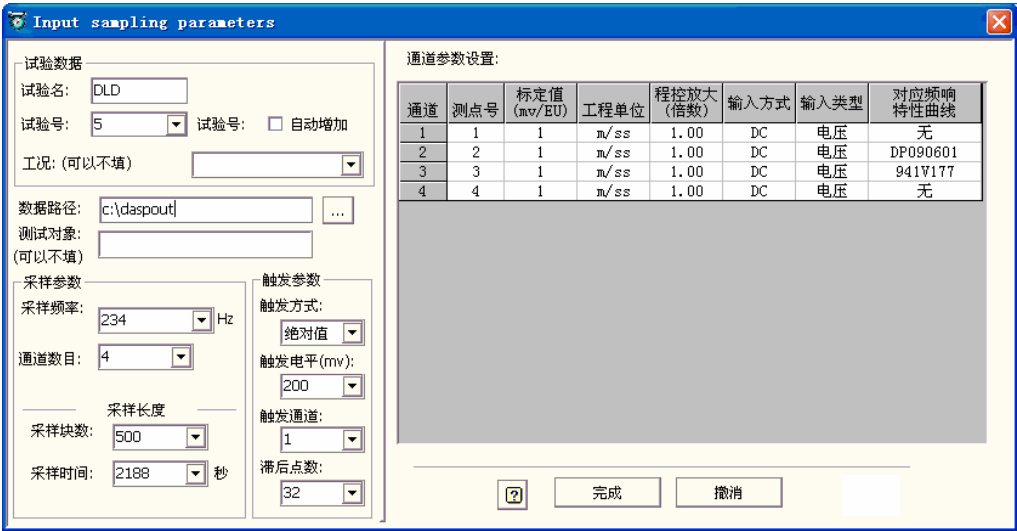 Input sampling parameters
试验数据
试验名: DLD
试验号: 5 试验号: 自动增加
工况: (可以不填)
数据路径: c:\daspout ...
测试对象:
(可以不填)
采样参数
采样频率: 234 Hz
通道数目: 4
采样长度
采样块数: 500
采样时间: 2188 秒
触发参数
触发方式:
绝对值
触发电平(mv):
200
触发通道:
1
滞后点数:
32
通道参数设置:
通道 测点号 标定值(mv/EU) 工程单位 程控放大(倍数) 输入方式 输入类型 对应频响特性曲线
1 1 1 m/ss 1.00 DC 电压 无
2 2 1 m/ss 1.00 DC 电压 DP090601
3 3 1 m/ss 1.00 DC 电压 941V177
4 4 1 m/ss 1.00 DC 电压 无
? 完成 撤消